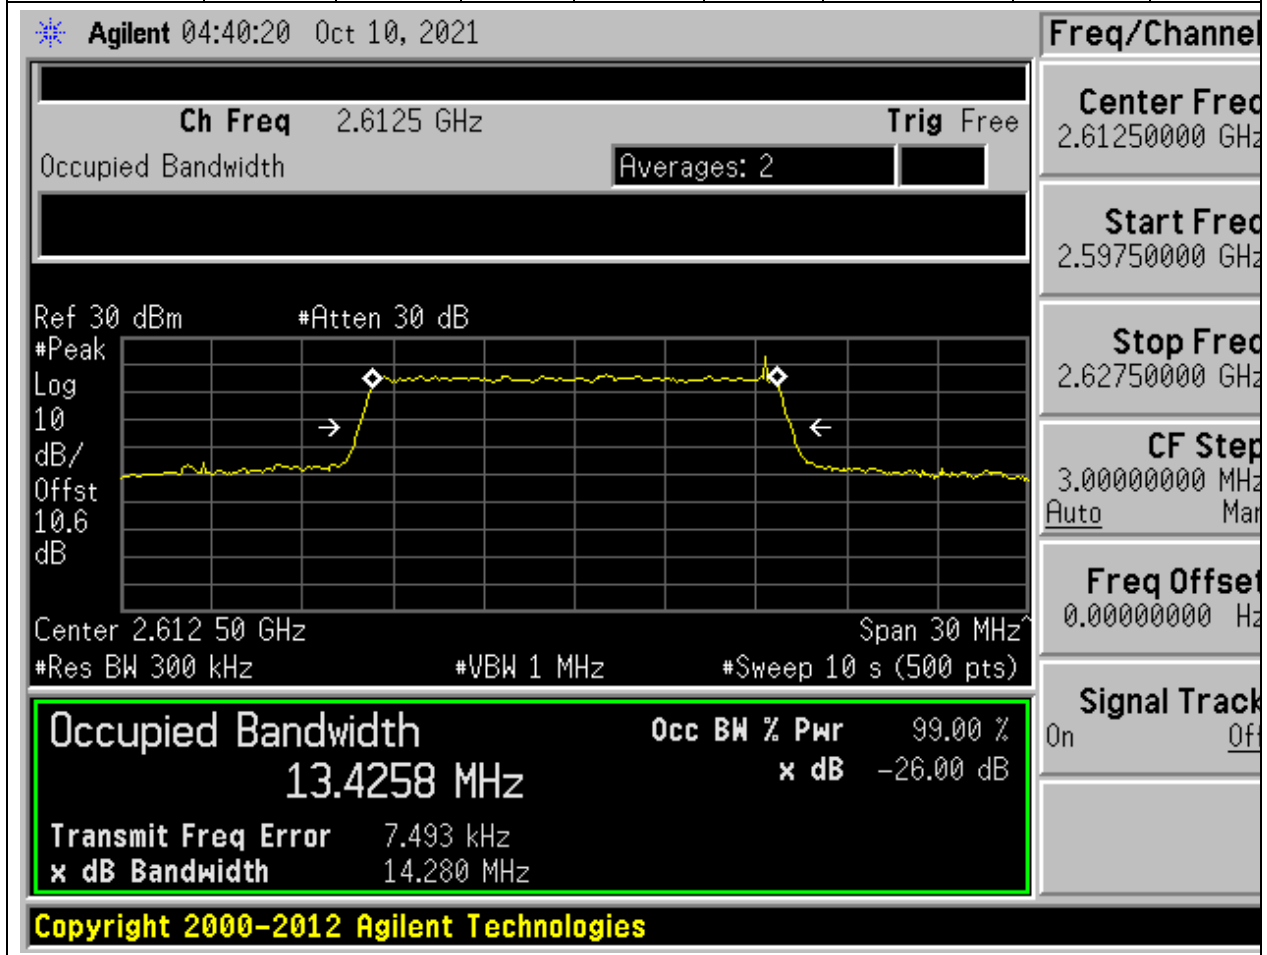 Agilent 04:40:20 Oct 10, 2021
Ch Freq 2.6125 GHz Trig Free
Occupied Bandwidth Averages: 2
Ref 30 dBm #Atten 30 dB
#Peak
Log
10
dB/
Offst
10.6
dB
Center 2.612 50 GHz Span 30 MHz^
#Res BW 300 kHz #VBW 1 MHz #Sweep 10 s (500 pts)
Occupied Bandwidth Occ BW % Pwr 99.00 %
13.4258 MHz x dB -26.00 dB
Transmit Freq Error 7.493 kHz
x dB Bandwidth 14.280 MHz
Copyright 2000-2012 Agilent Technologies
Freq/Channel
Center Freq
2.61250000 GHz
Start Freq
2.59750000 GHz
Stop Freq
2.62750000 GHz
CF Step
3.00000000 MHz
Auto Man
Freq Offset
0.00000000 Hz
Signal Track
On Off